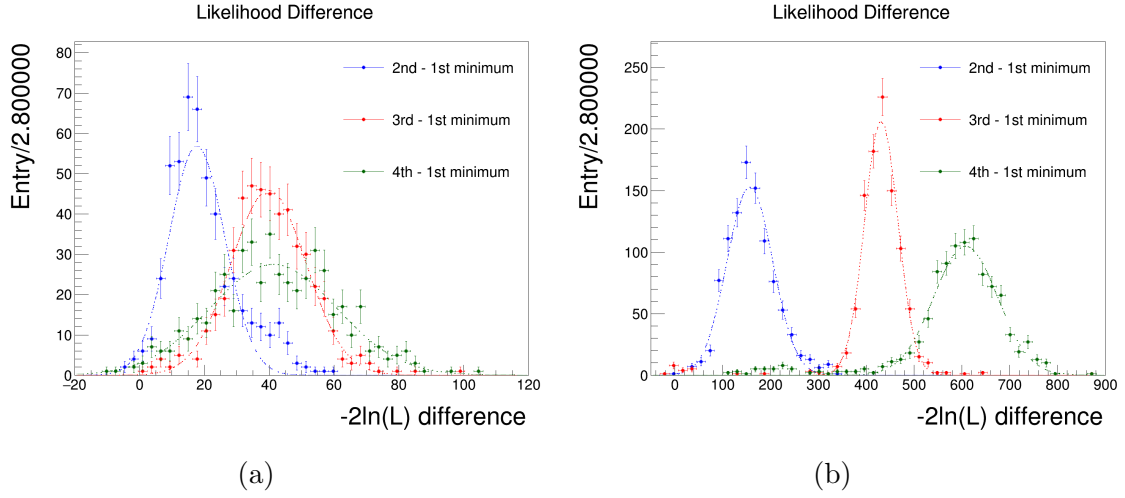 Likelihood Difference
Entry/2.800000
80
70
60
50
40
30
20
10
0
−20 0 20 40 60 80 100 120
-2ln(L) difference
2nd - 1st minimum
3rd - 1st minimum
4th - 1st minimum
(a)
Likelihood Difference
Entry/2.800000
250
200
150
100
50
0
0 100 200 300 400 500 600 700 800 900
-2ln(L) difference
2nd - 1st minimum
3rd - 1st minimum
4th - 1st minimum
(b)